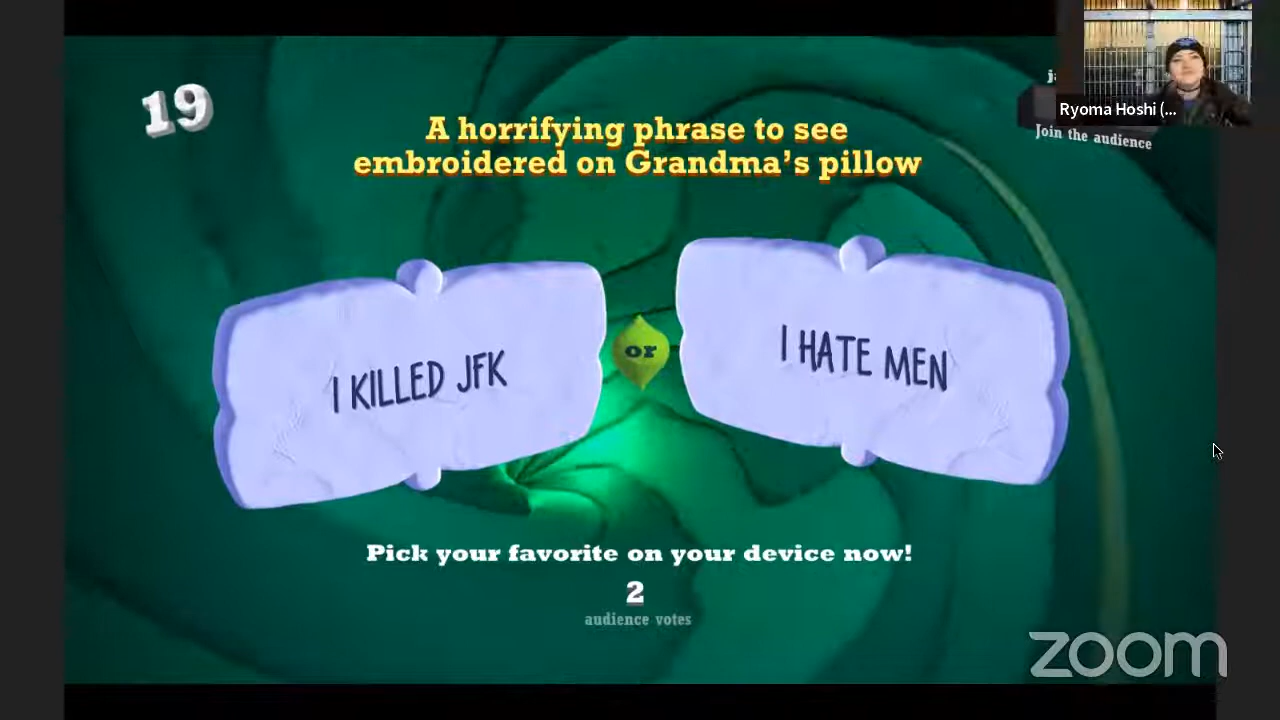 19
A horrifying phrase to see
embroidered on Grandma's pillow
Ryoma Hoshi (...
Join the audience
I KILLED JFK
or
I HATE MEN
Pick your favorite on your device now!
2
audience votes
zoom